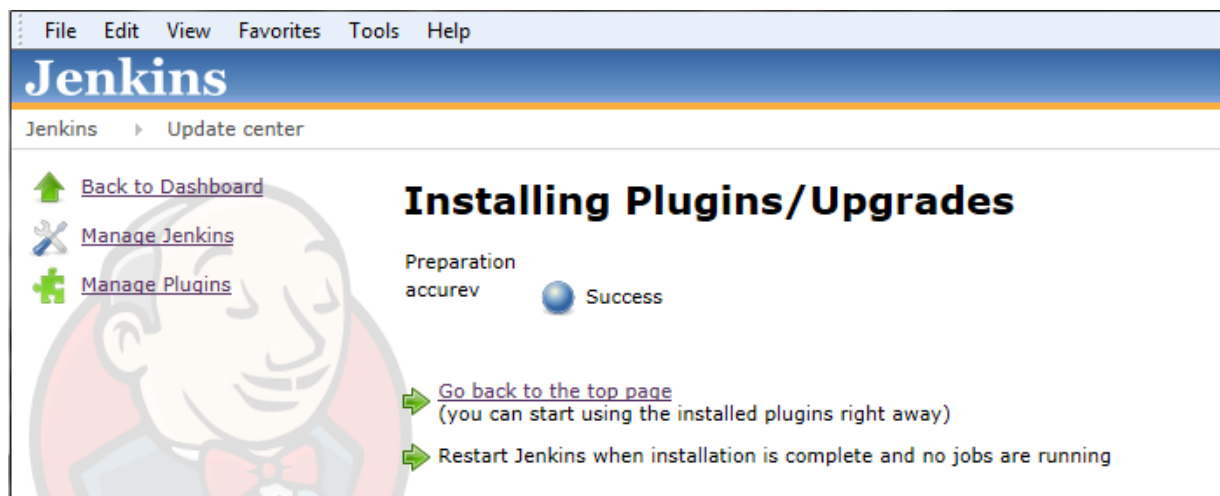 File Edit View Favorites Tools Help
Jenkins
Jenkins Update center
Back to Dashboard
Manage Jenkins
Manage Plugins
Installing Plugins/Upgrades
Preparation
accurev Success
Go back to the top page
(you can start using the installed plugins right away)
Restart Jenkins when installation is complete and no jobs are running